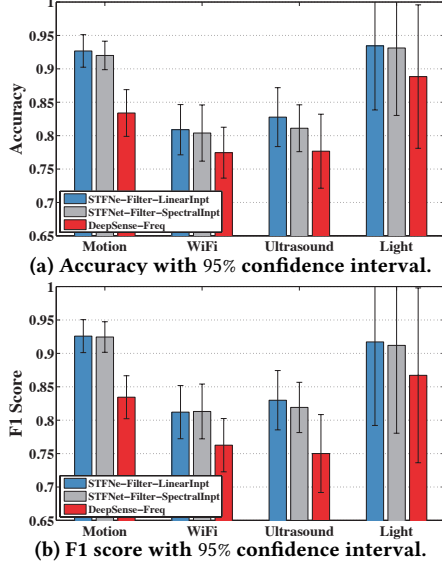 1
0.95
0.9
0.85
0.8
0.75
0.7
0.65
Accuracy
STFNe-Filter-LinearInpt
STFNet-Filter-SpectralInpt
DeepSense-Freq
Motion WiFi Ultrasound Light
(a) Accuracy with 95% confidence interval.
1
0.95
0.9
0.85
0.8
0.75
0.7
0.65
F1 Score
STFNe-Filter-LinearInpt
STFNet-Filter-SpectralInpt
DeepSense-Freq
Motion WiFi Ultrasound Light
(b) F1 score with 95% confidence interval.